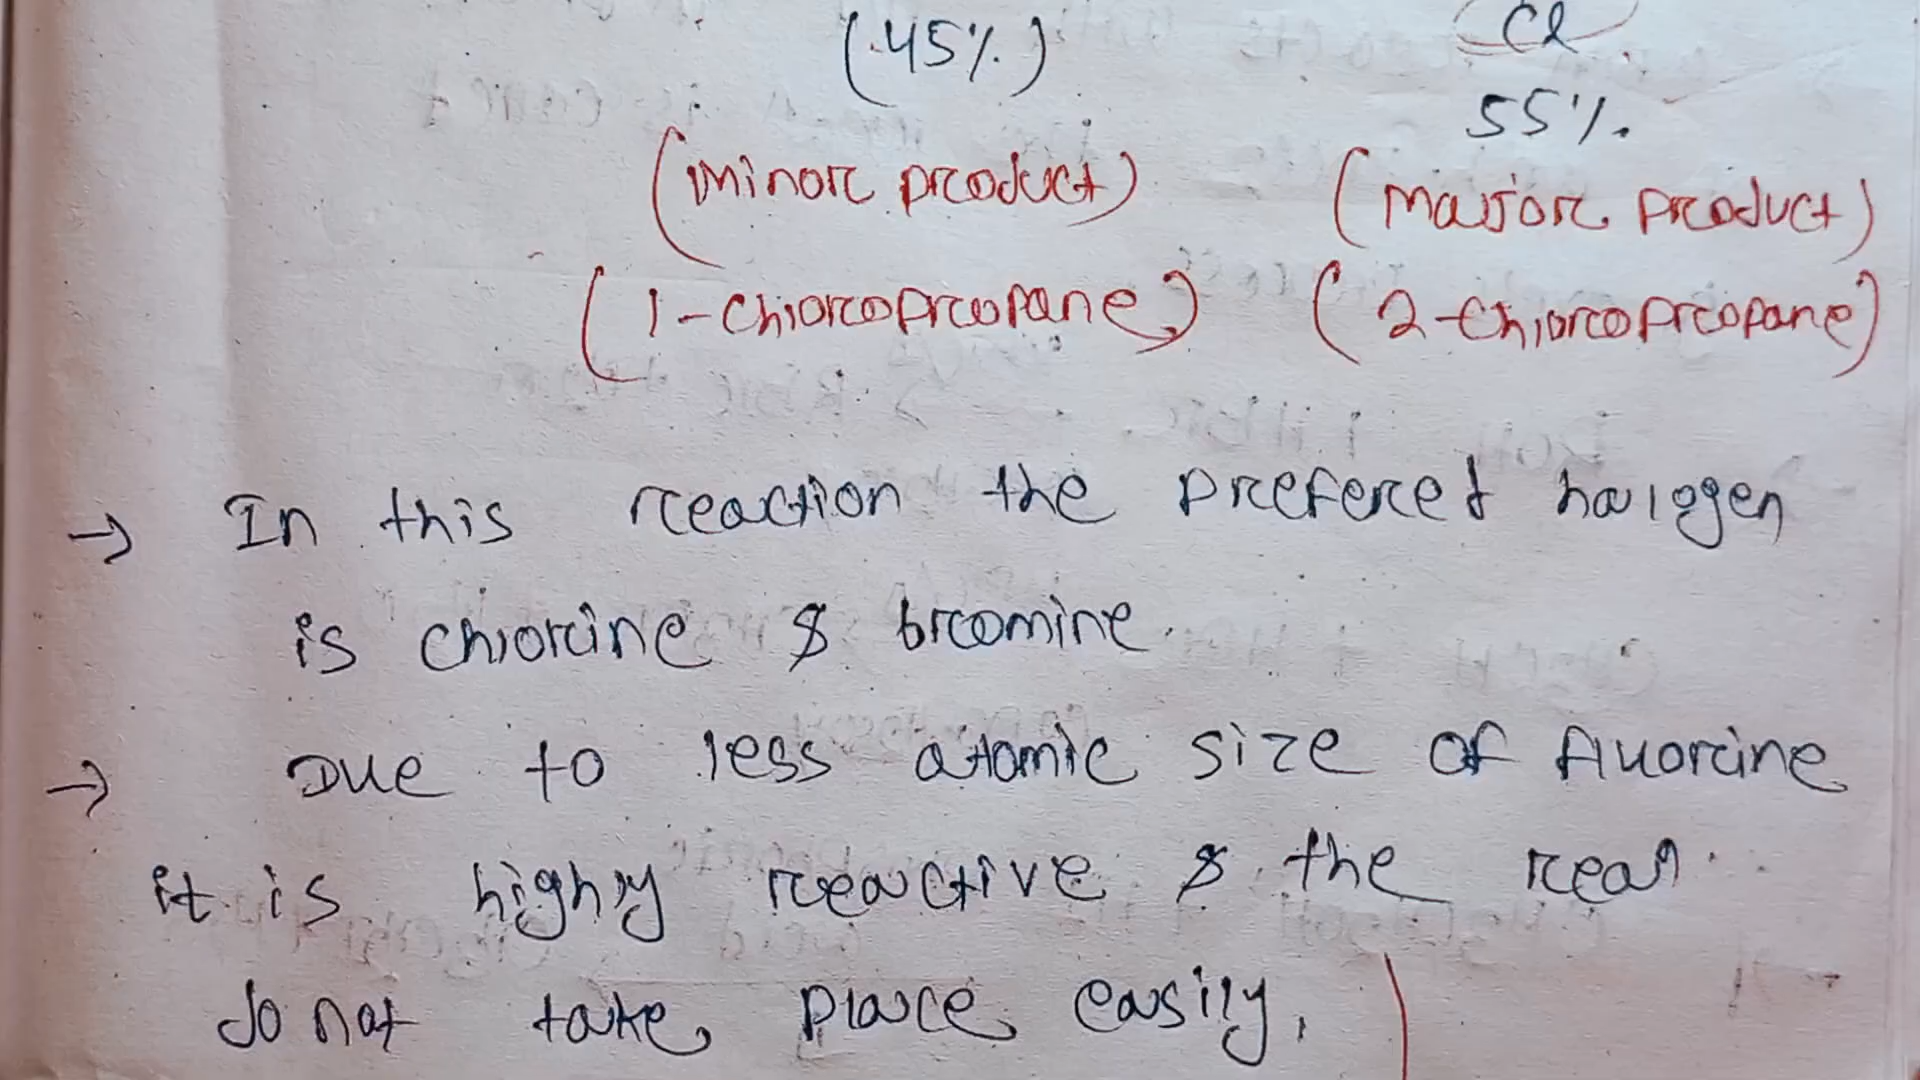 (45%) Cl
55%.
(minor product) (major product)
(1-chloropropane) (2-chloropropane)
→ In this reaction the prefered halogen
is chlorine & bromine.
→ Due to less atomic size of fluorine
it is highly reactive & the rean
do not take place easily,